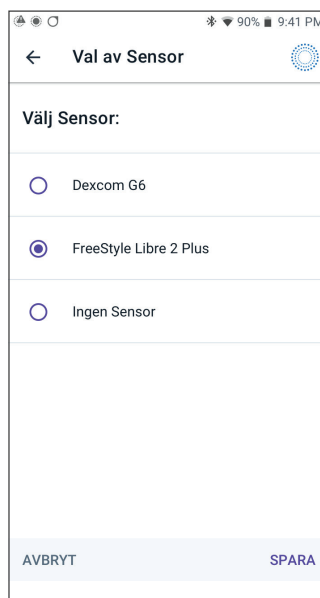 90% 9:41 PM
Val av Sensor
Välj Sensor:
Dexcom G6
FreeStyle Libre 2 Plus
Ingen Sensor
AVBRYT SPARA